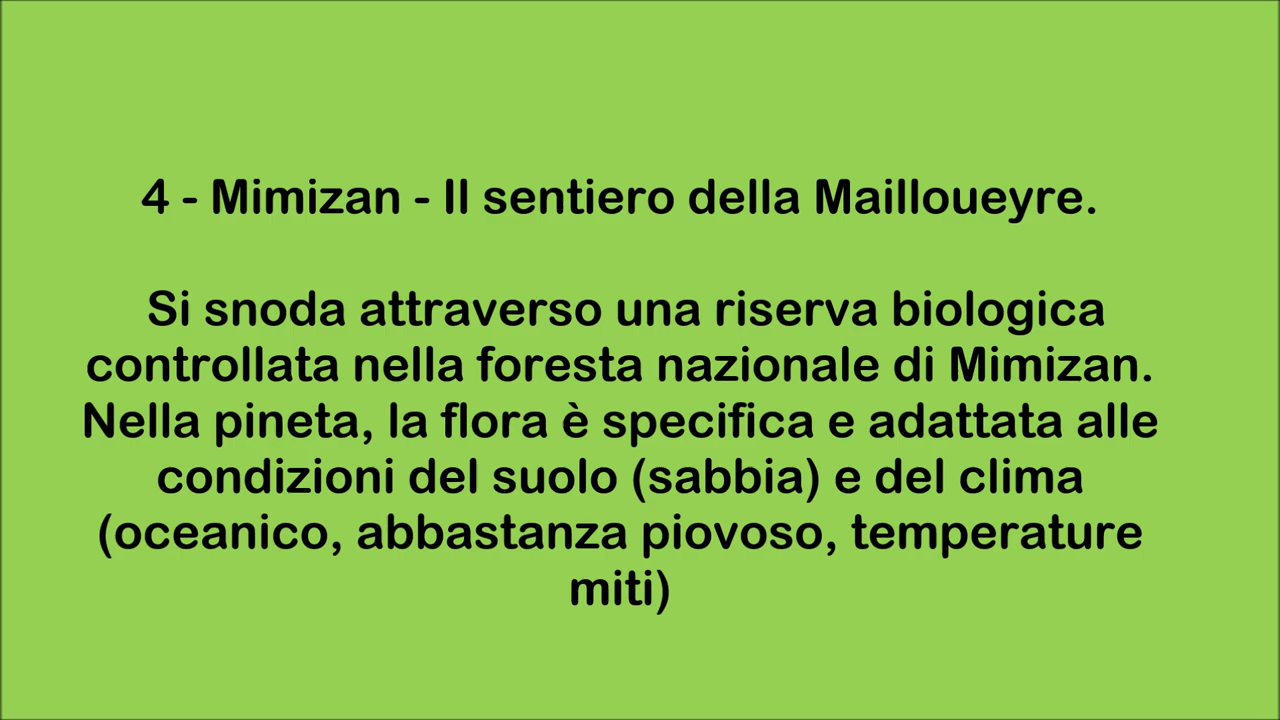 4 - Mimizan - Il sentiero della Mailloueyre.
Si snoda attraverso una riserva biologica
controllata nella foresta nazionale di Mimizan.
Nella pineta, la flora è specifica e adattata alle
condizioni del suolo (sabbia) e del clima
(oceanico, abbastanza piovoso, temperature
miti)